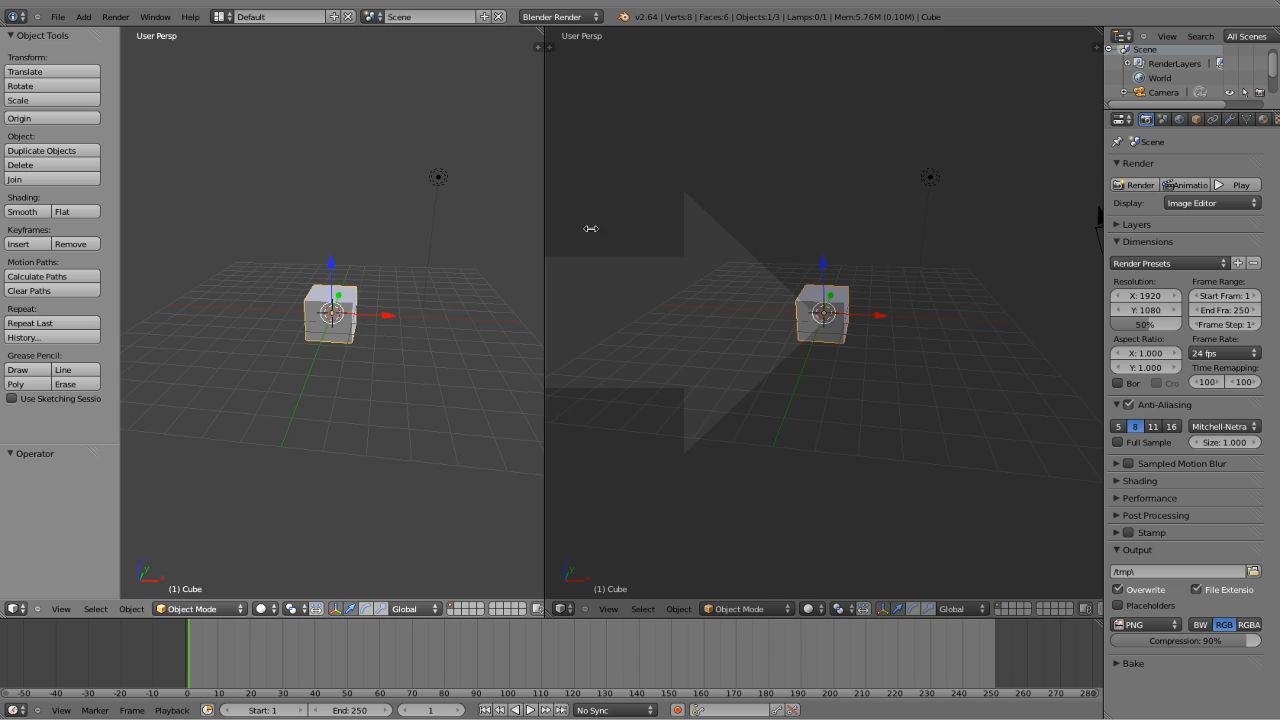 File Add Render Window Help Default Scene Blender Render v2.64 | Verts:8 | Faces:6 | Objects:1/3 | Lamps:0/1 | Mem:5.76M (0.10M) | Cube
Object Tools
Transform:
Translate
Rotate
Scale
Origin
Object:
Duplicate Objects
Delete
Join
Shading:
Smooth Flat
Keyframes:
Insert Remove
Motion Paths:
Calculate Paths
Clear Paths
Repeat:
Repeat Last
History...
Grease Pencil:
Draw Line
Poly Erase
Use Sketching Sessio
Operator
User Persp
(1) Cube
View Select Object Object Mode Global
User Persp
(1) Cube
View Select Object Object Mode Global
View Search All Scenes
Scene
RenderLayers
World
Camera
Scene
Render
Render Animatio Play
Display: Image Editor
Layers
Dimensions
Render Presets
Resolution: Frame Range:
X: 1920 Start Fram: 1
Y: 1080 End Fra: 250
50% Frame Step: 1
Aspect Ratio: Frame Rate:
X: 1.000 24 fps
Y: 1.000 Time Remapping:
Bor Cro 100 100
Anti-Aliasing
5 8 11 16 Mitchell-Netra
Full Sample Size: 1.000
Sampled Motion Blur
Shading
Performance
Post Processing
Stamp
Output
/tmp\
Overwrite File Extensio
Placeholders
PNG BW RGB RGBA
Compression: 90%
Bake
-50 -40 -30 -20 -10 0 10 20 30 40 50 60 70 80 90 100 110 120 130 140 150 160 170 180 190 200 210 220 230 240 250 260 270 280
View Marker Frame Playback Start: 1 End: 250 1 No Sync